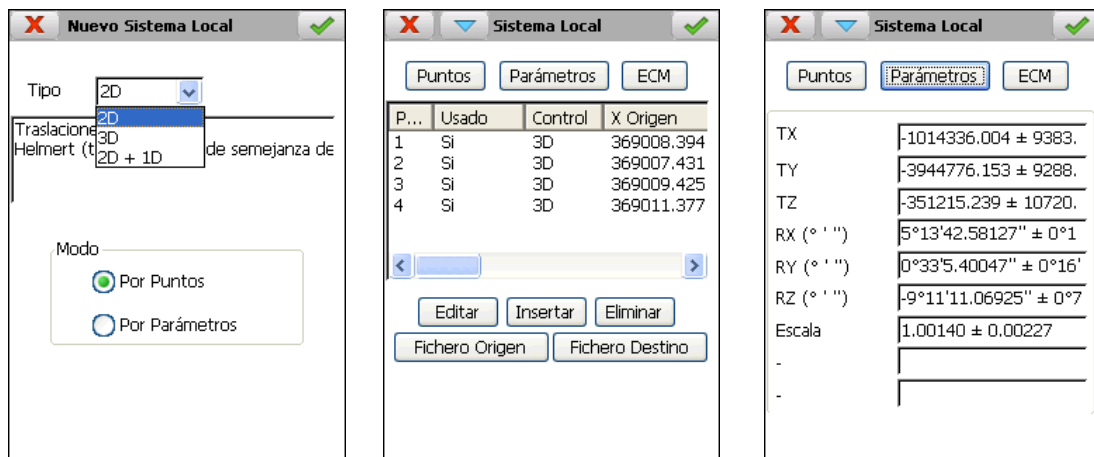 X Nuevo Sistema Local
Tipo 2D
2D
3D
2D + 1D
Traslacione
Helmert (t de semejanza de
Modo
Por Puntos
Por Parámetros
X Sistema Local
Puntos Parámetros ECM
P... Usado Control X Origen
1 Si 3D 369008.394
2 Si 3D 369007.431
3 Si 3D 369009.425
4 Si 3D 369011.377
Editar Insertar Eliminar
Fichero Origen Fichero Destino
X Sistema Local
Puntos Parámetros ECM
TX -1014336.004 ± 9383.
TY -3944776.153 ± 9288.
TZ -351215.239 ± 10720.
RX (° ' ") 5°13'42.58127" ± 0°1
RY (° ' ") 0°33'5.40047" ± 0°16'
RZ (° ' ") -9°11'11.06925" ± 0°7
Escala 1.00140 ± 0.00227
-
-